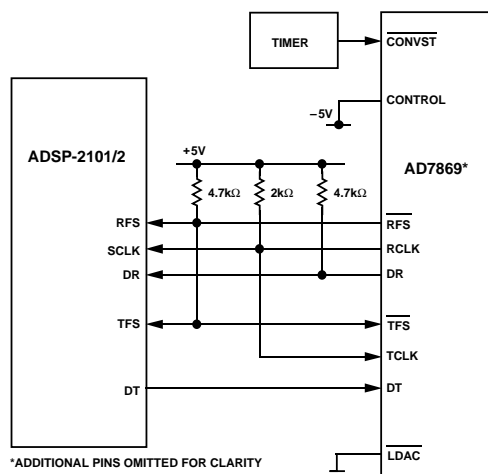 TIMER
CONVST
CONTROL
–5V
ADSP-2101/2
+5V
AD7869*
4.7kΩ
2kΩ
4.7kΩ
RFS
RFS
SCLK
RCLK
DR
DR
TFS
TFS
TCLK
DT
DT
LDAC
*ADDITIONAL PINS OMITTED FOR CLARITY